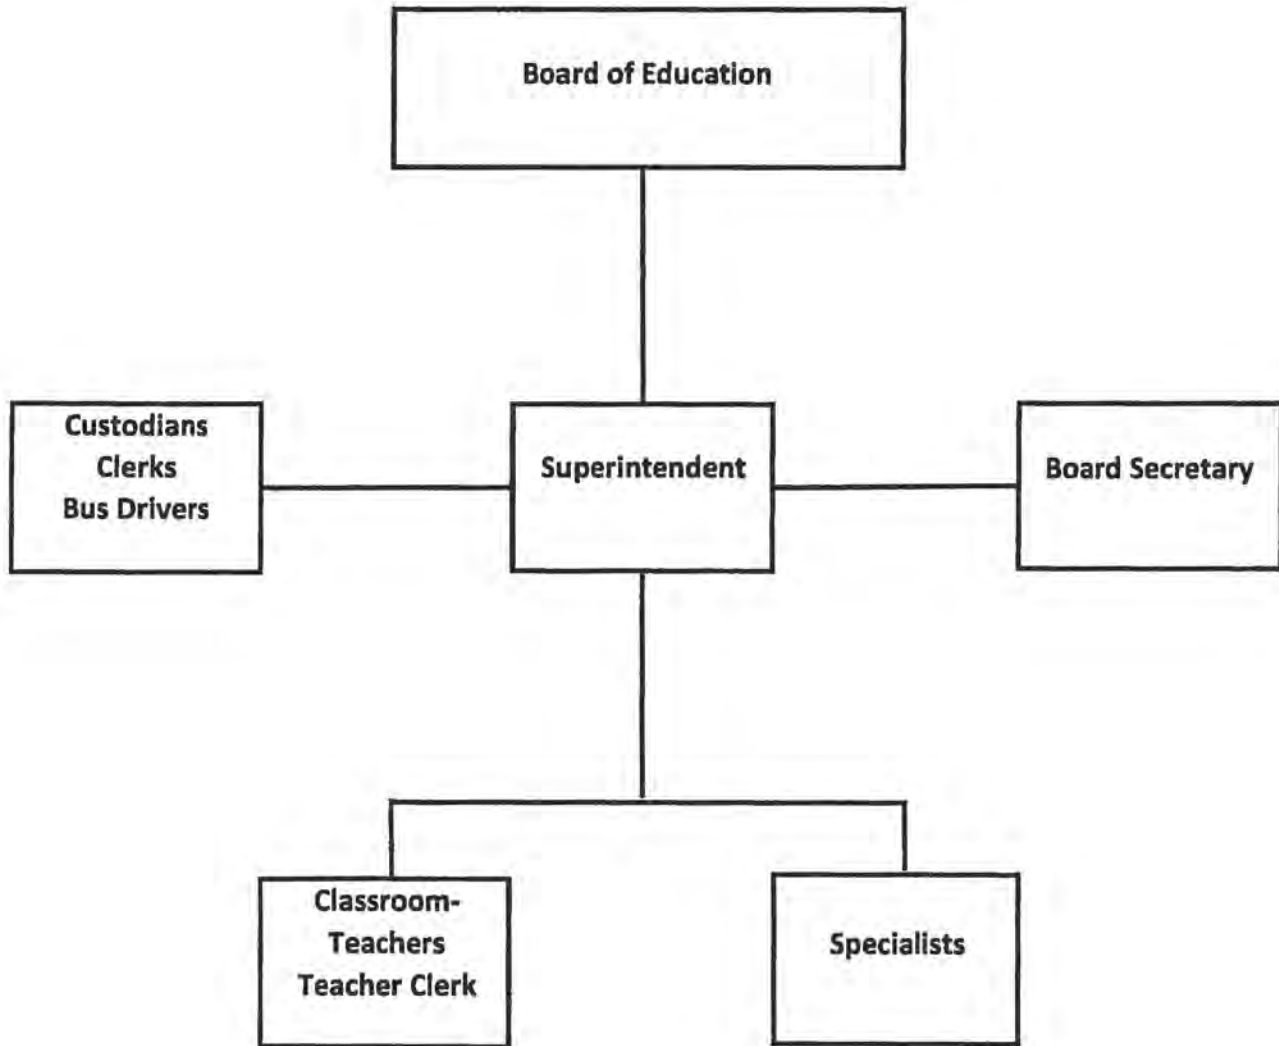 Board of Education
Custodians
Clerks
Bus Drivers
Superintendent
Board Secretary
Classroom-
Teachers
Teacher Clerk
Specialists